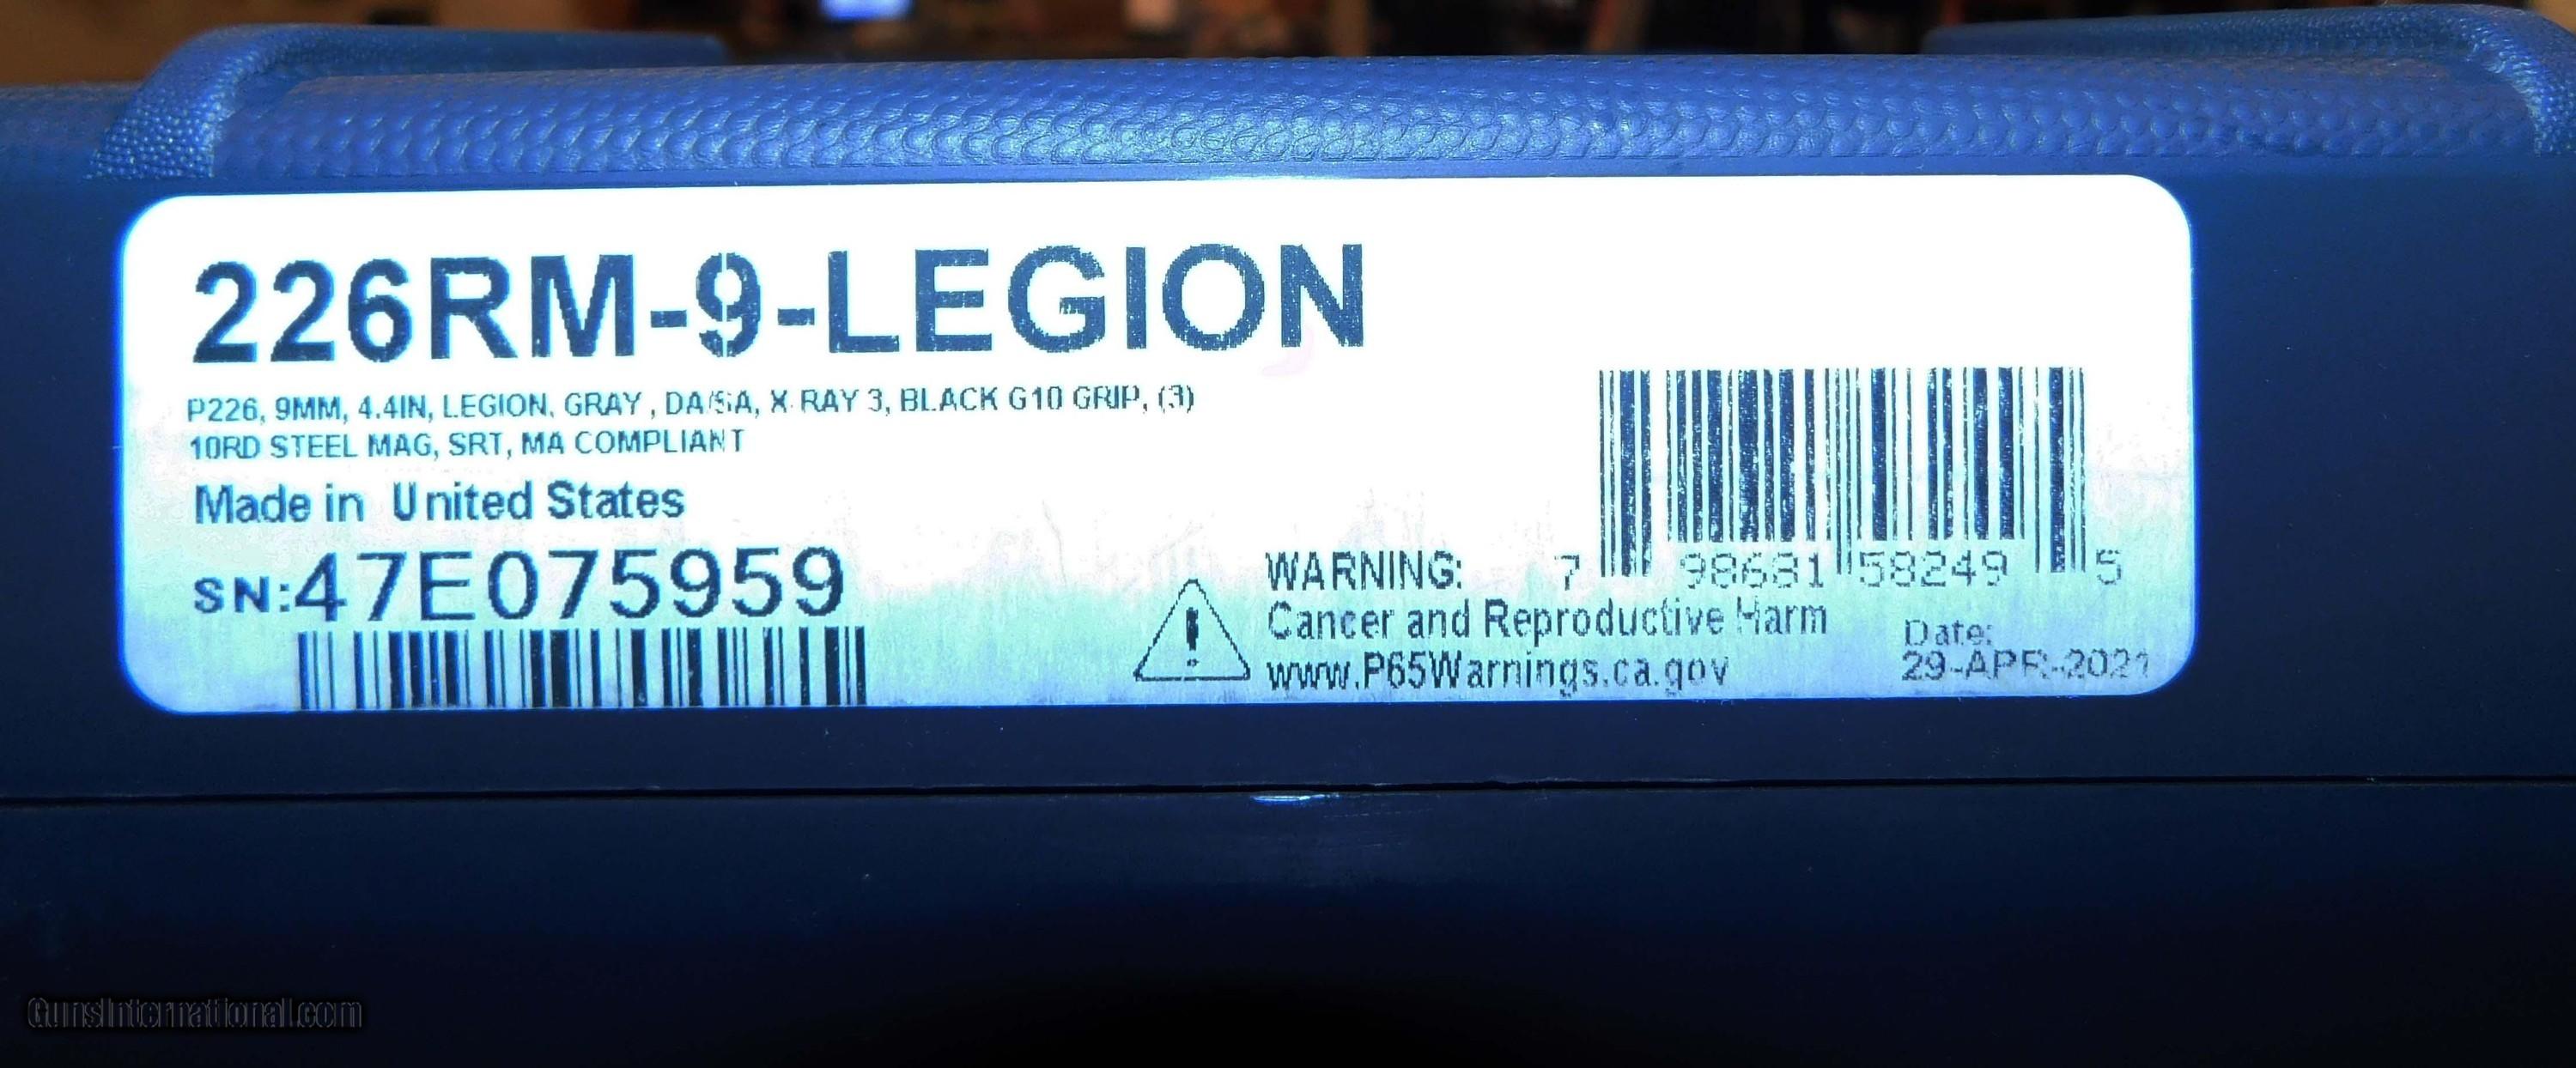 226RM-9-LEGION
P226, 9MM, 4.4IN, LEGION, GRAY , DA/SA, X-RAY 3, BLACK G10 GRIP, (3)
10RD STEEL MAG, SRT, MA COMPLIANT
Made in United States
SN:47E075959
WARNING:
Cancer and Reproductive Harm
www.P65Warnings.ca.gov
7 98681 58249 5
Date:
29-APR-2021
GunsInternational.com